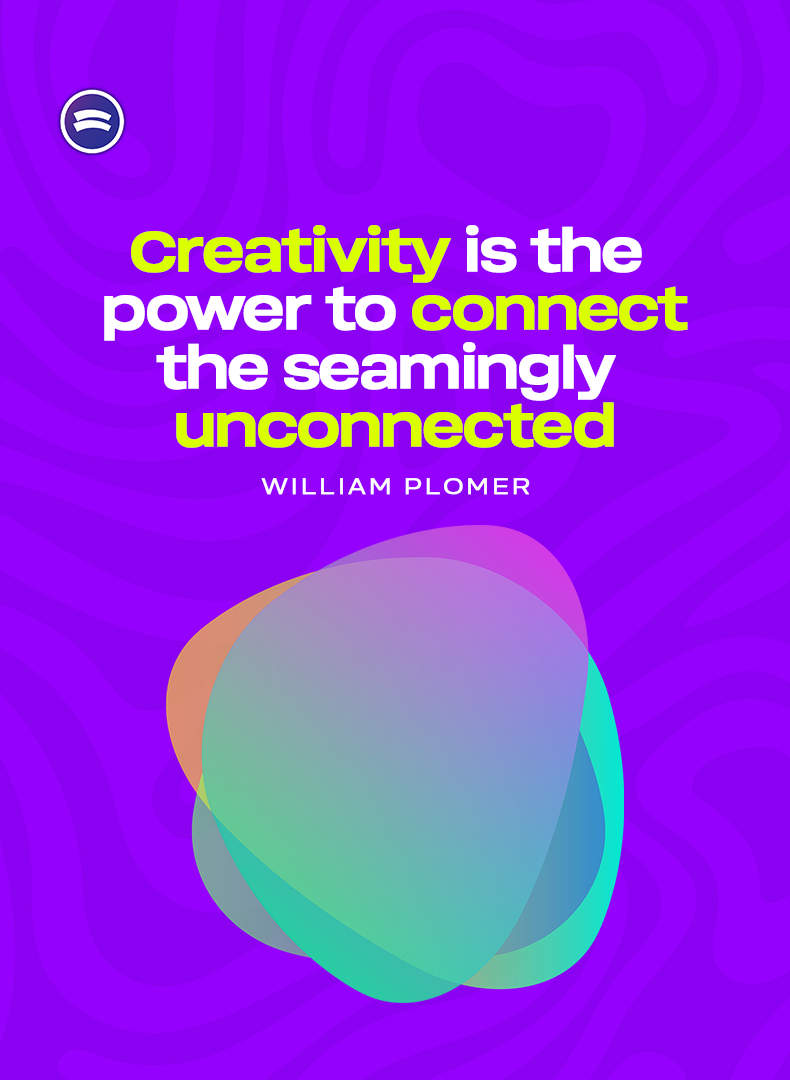 Creativity is the
power to connect
the seamingly
unconnected
WILLIAM PLOMER